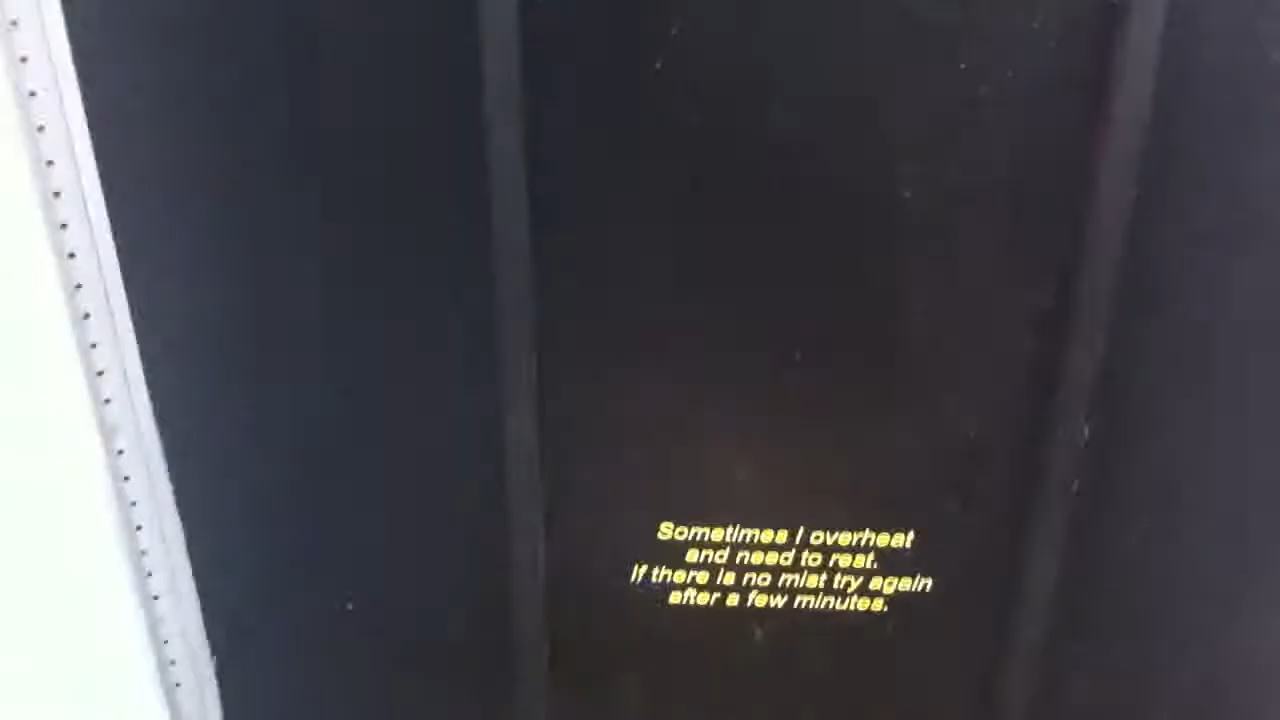 Sometimes I overheat
and need to rest.
If there is no mist try again
after a few minutes.